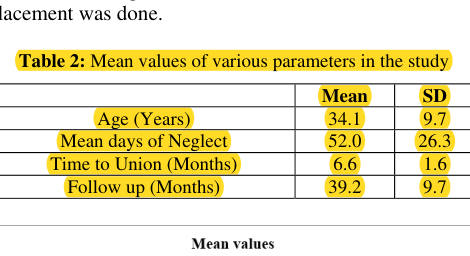 lacement was done.
Table 2: Mean values of various parameters in the study
Mean SD
Age (Years) 34.1 9.7
Mean days of Neglect 52.0 26.3
Time to Union (Months) 6.6 1.6
Follow up (Months) 39.2 9.7
Mean values